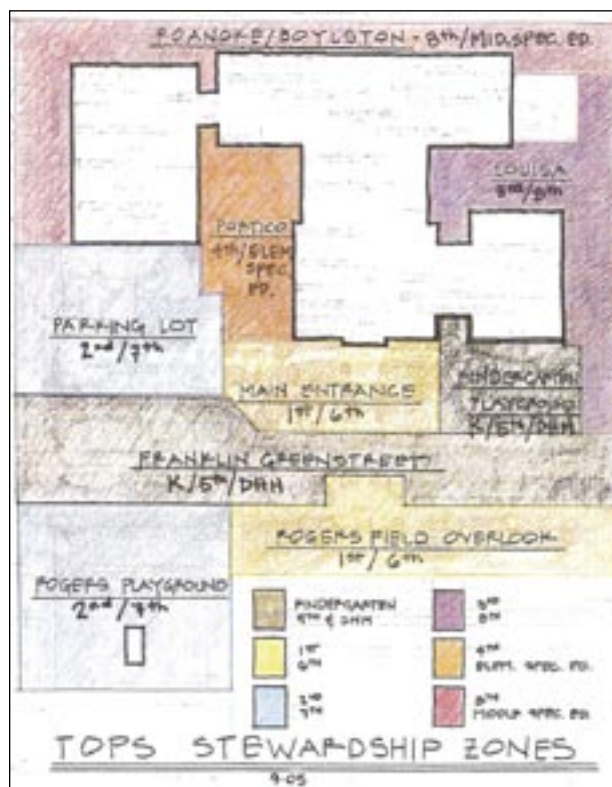 ROANOKE/BOYLSTON - 8th/MID. SPEC. ED.
LOUISA
3rd/8th
PORTICO
4th/ELEM.
SPEC.
ED.
PARKING LOT
2nd/7th
MAIN ENTRANCE
1st/6th
KINDERGARTEN
PLAYGROUND
K/5th/DHH
FRANKLIN GREENSTREET
K/5th/DHH
ROGERS FIELD OVERLOOK
1st/6th
ROGERS PLAYGROUND
2nd/7th
KINDERGARTEN
5TH & DHH
1ST
6TH
2ND
7TH
3RD
8TH
4TH
ELEM. SPEC. ED.
8TH
MIDDLE SPEC. ED.
TOPS STEWARDSHIP ZONES
9-05